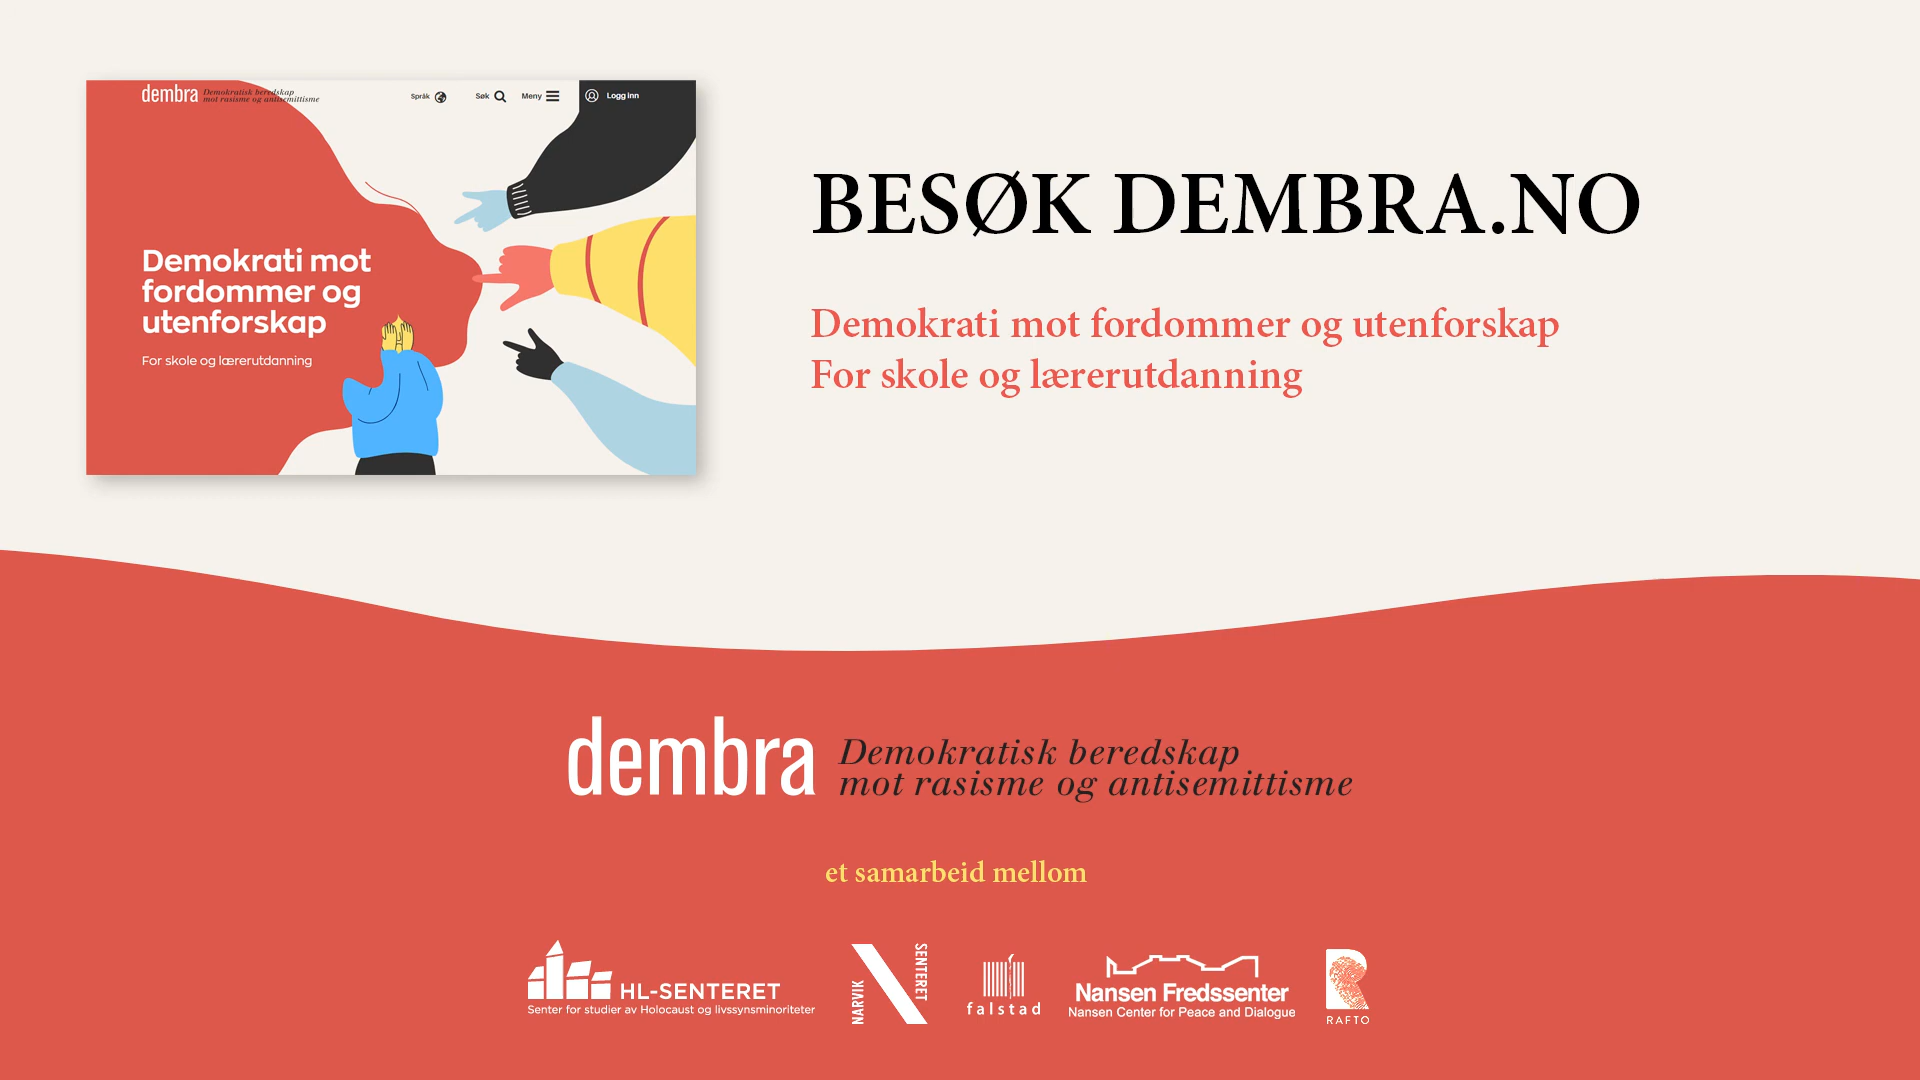 dembra Demokratisk beredskap
mot rasisme og antisemittisme
Språk Søk Meny Logg inn
Demokrati mot
fordommer og
utenforskap
For skole og lærerutdanning
BESØK DEMBRA.NO
Demokrati mot fordommer og utenforskap
For skole og lærerutdanning
dembra Demokratisk beredskap
mot rasisme og antisemittisme
et samarbeid mellom
HL-SENTERET
Senter for studier av Holocaust og livssynsminoriteter
NARVIK
SENTERET
falstad
Nansen Fredssenter
Nansen Center for Peace and Dialogue
RAFTO